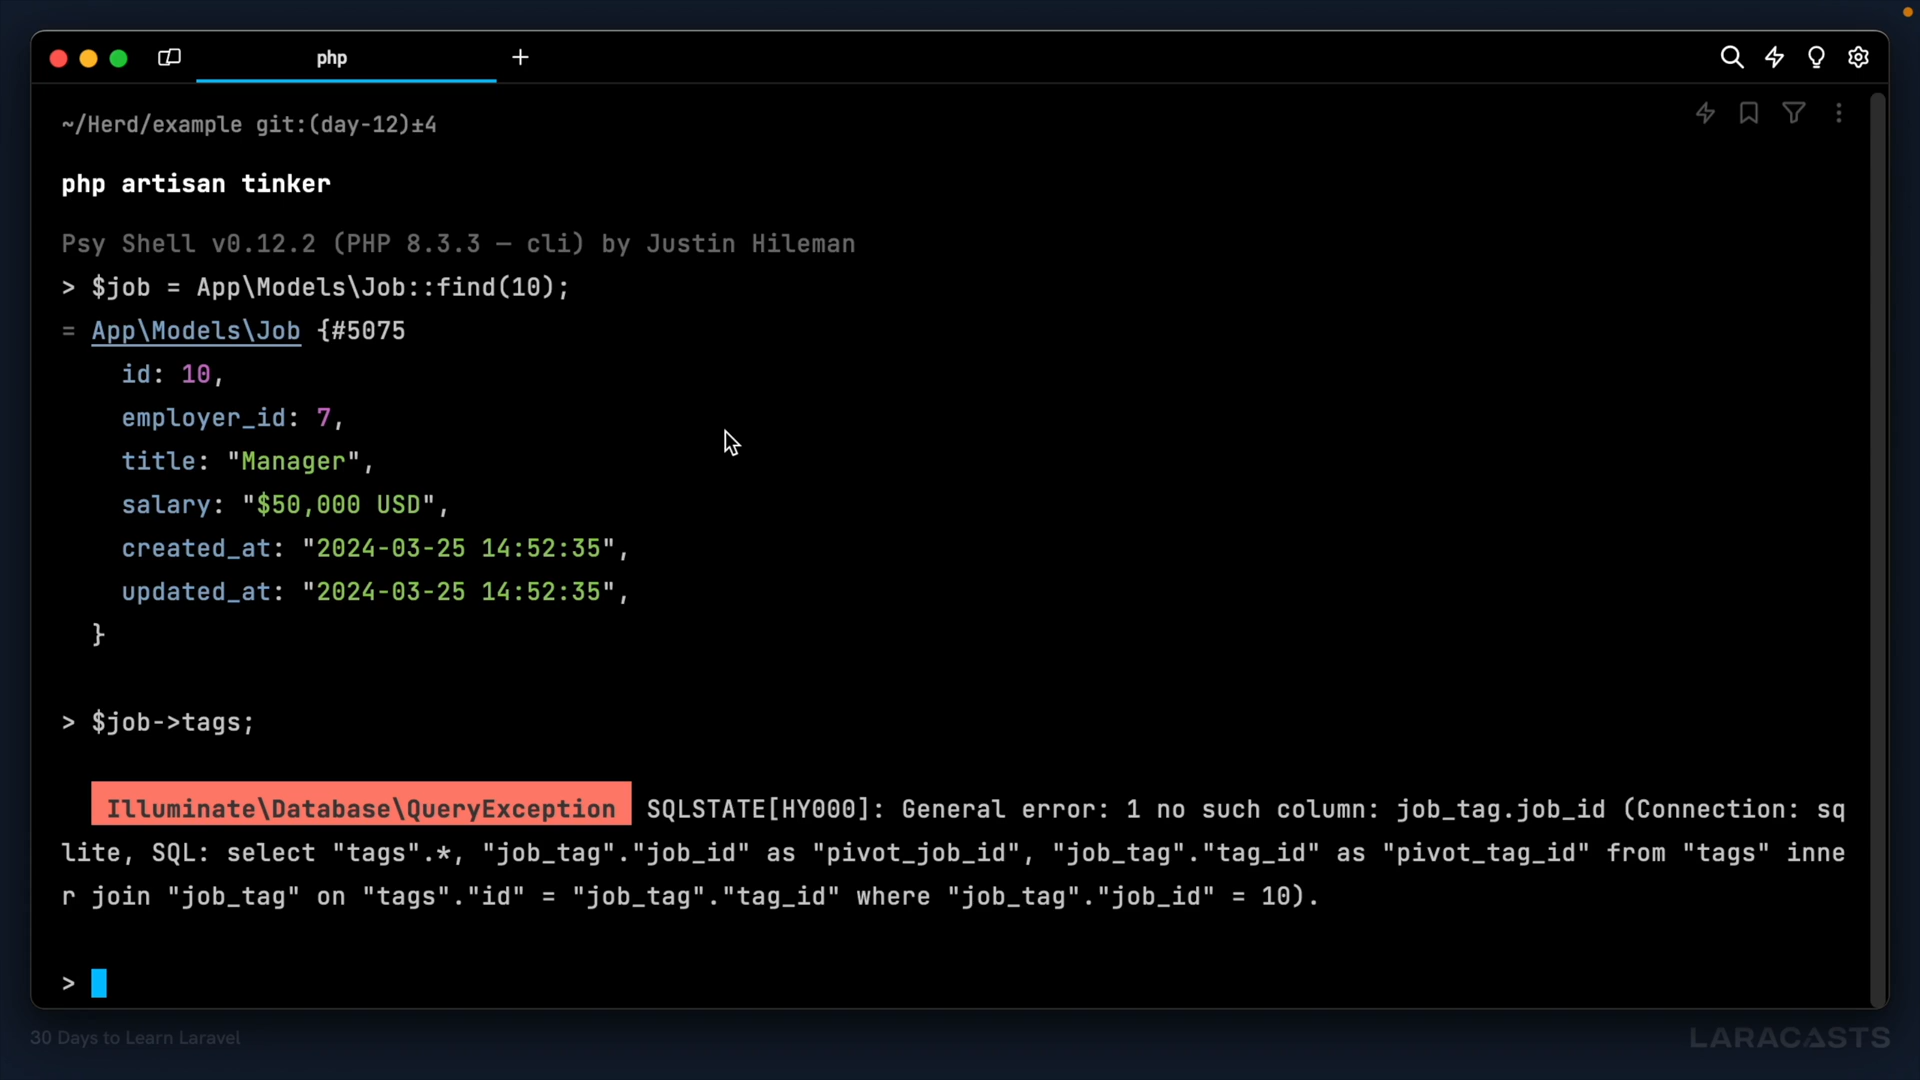 php
~/Herd/example git:(day-12)±4
php artisan tinker
Psy Shell v0.12.2 (PHP 8.3.3 — cli) by Justin Hileman
> $job = App\Models\Job::find(10);
= App\Models\Job {#5075
id: 10,
employer_id: 7,
title: "Manager",
salary: "$50,000 USD",
created_at: "2024-03-25 14:52:35",
updated_at: "2024-03-25 14:52:35",
}
> $job->tags;
Illuminate\Database\QueryException SQLSTATE[HY000]: General error: 1 no such column: job_tag.job_id (Connection: sq
lite, SQL: select "tags".*, "job_tag"."job_id" as "pivot_job_id", "job_tag"."tag_id" as "pivot_tag_id" from "tags" inne
r join "job_tag" on "tags"."id" = "job_tag"."tag_id" where "job_tag"."job_id" = 10).
>
30 Days to Learn Laravel
LARACASTS